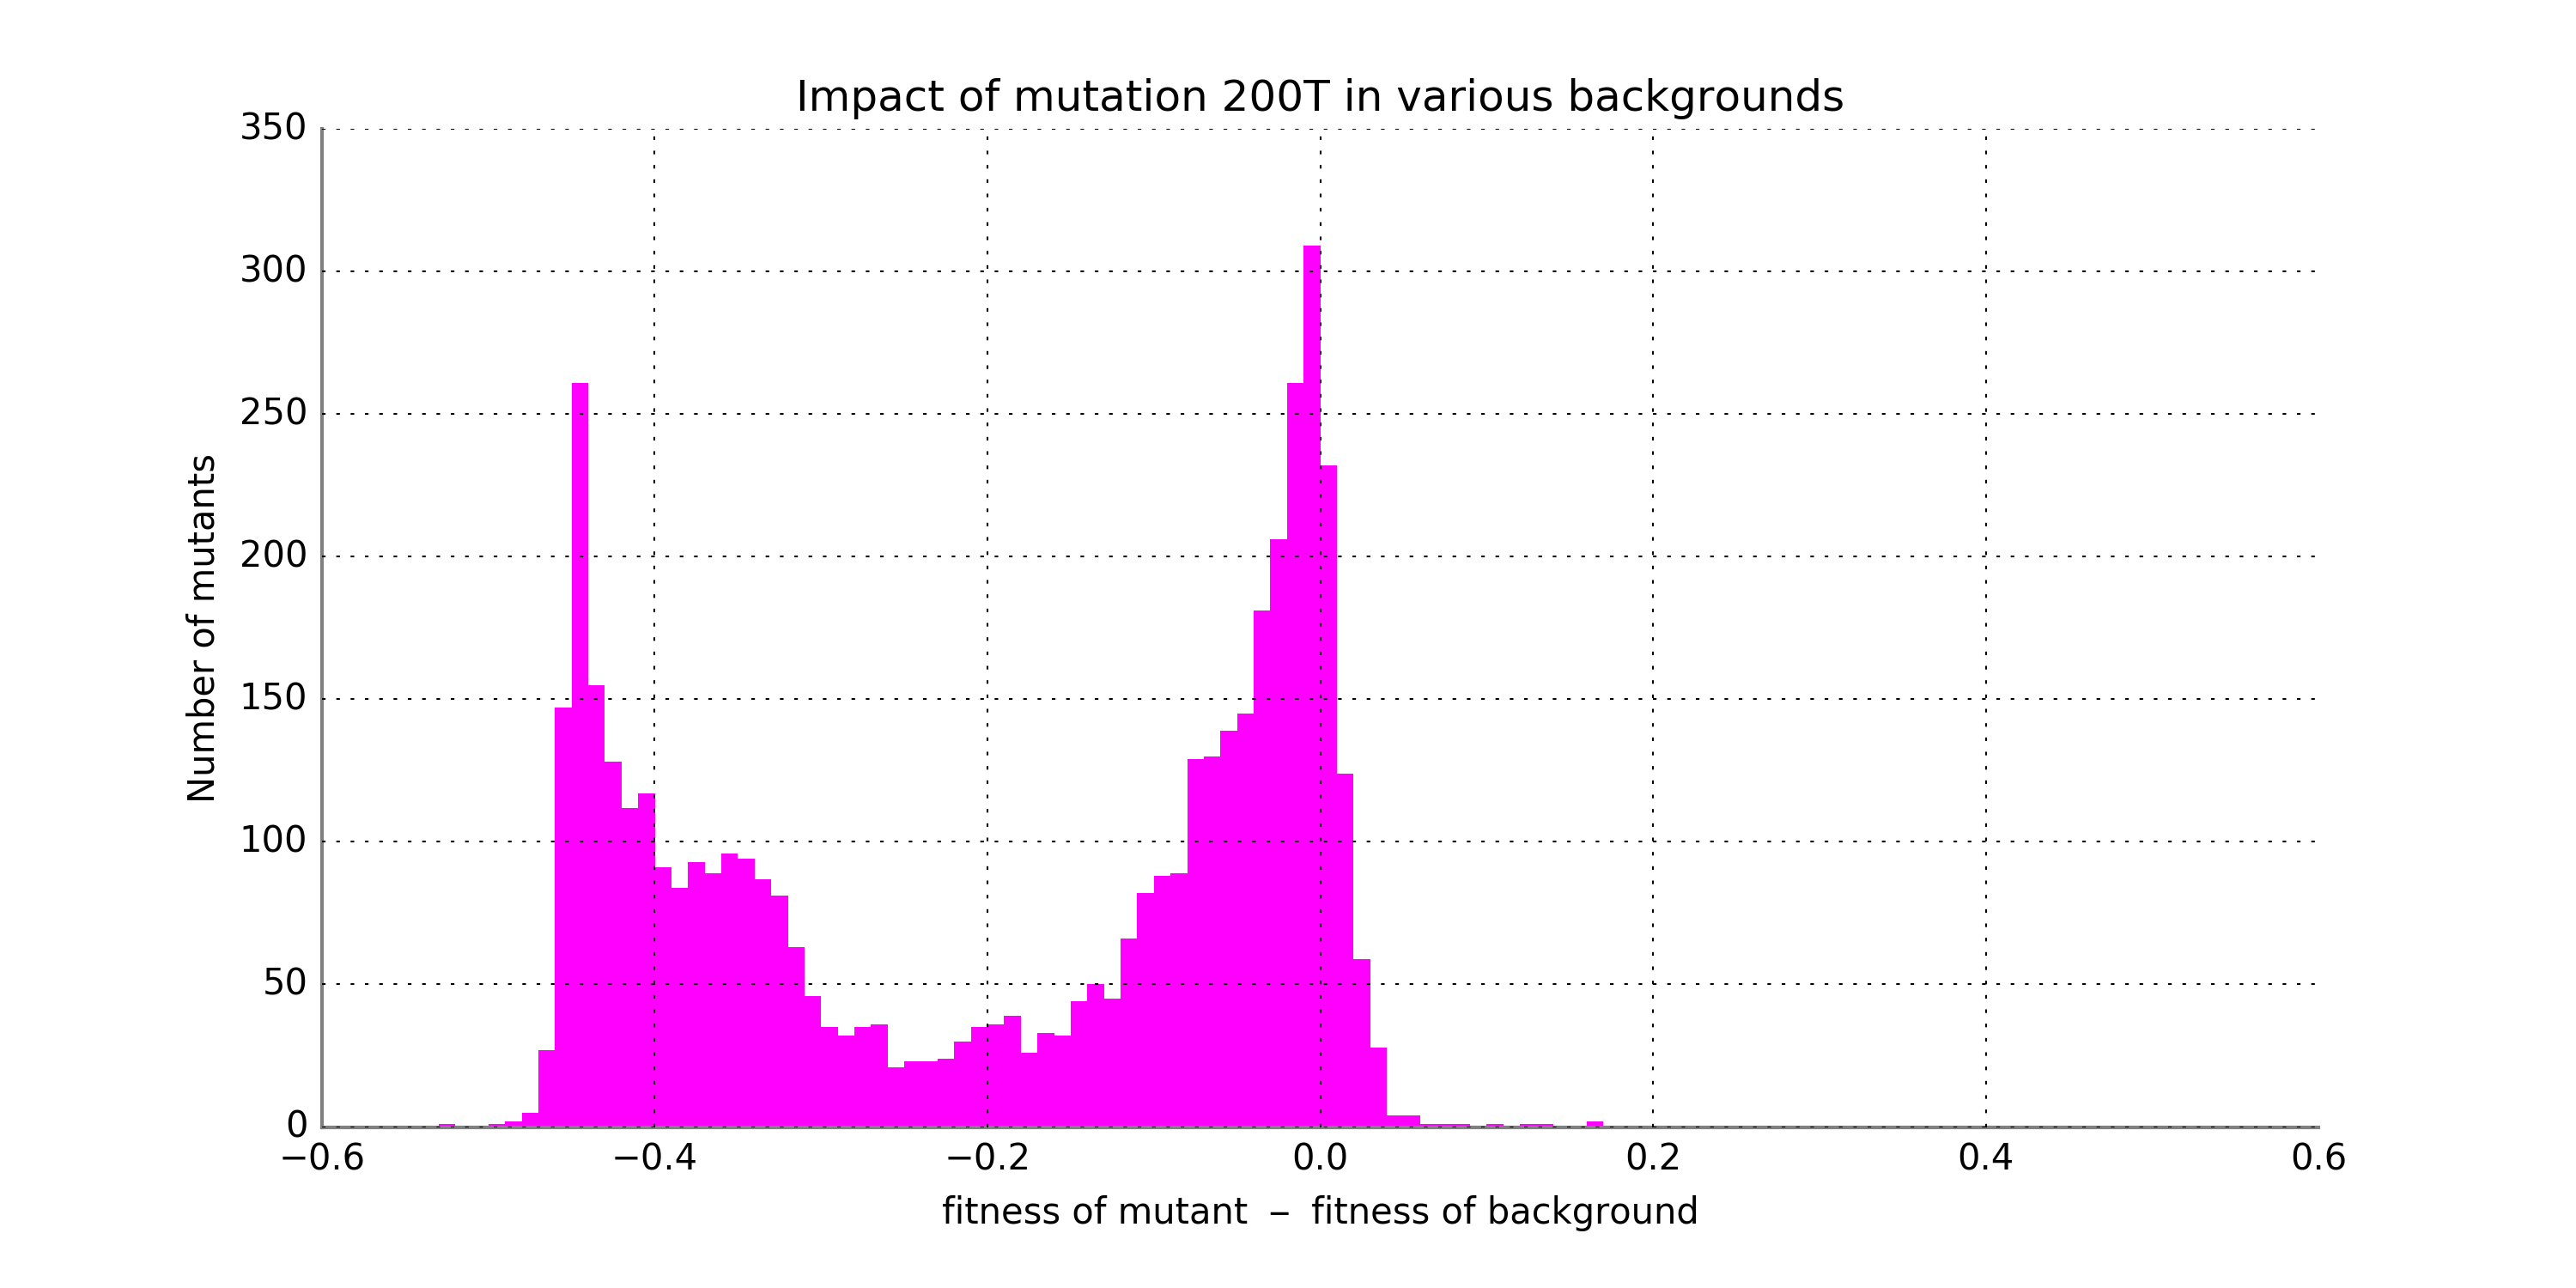 Impact of mutation 200T in various backgrounds
350
300
250
200
150
100
50
0
Number of mutants
−0.6 −0.4 −0.2 0.0 0.2 0.4 0.6
fitness of mutant − fitness of background